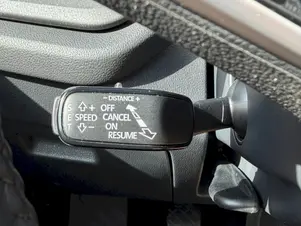 - DISTANCE +
S + OFF
E SPEED CANCEL
T - ON
RESUME